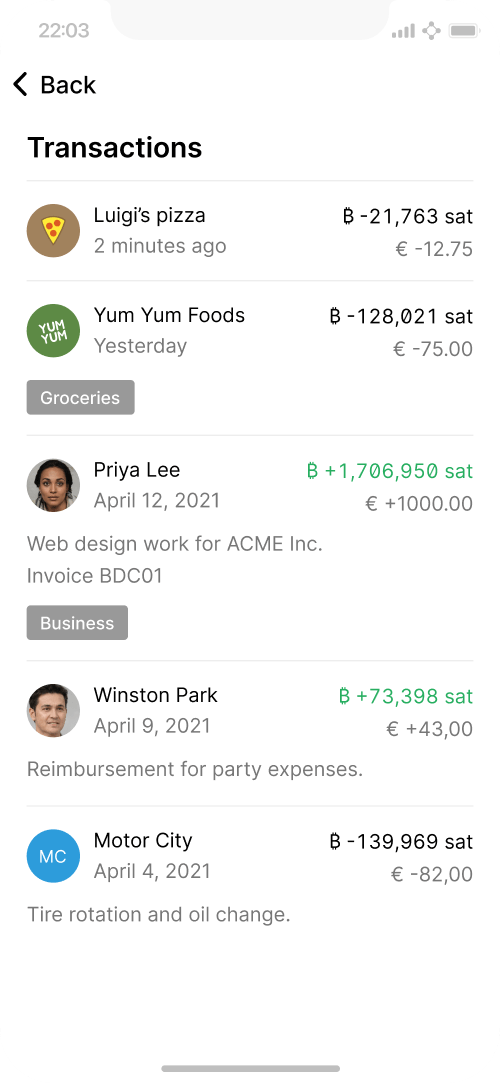 22:03
Back
Transactions
Luigi’s pizza
₿ -21,763 sat
2 minutes ago
€ -12.75
YUM
YUM
Yum Yum Foods
₿ -128,021 sat
Yesterday
€ -75.00
Groceries
Priya Lee
₿ +1,706,950 sat
April 12, 2021
€ +1000.00
Web design work for ACME Inc.
Invoice BDC01
Business
Winston Park
₿ +73,398 sat
April 9, 2021
€ +43,00
Reimbursement for party expenses.
MC
Motor City
₿ -139,969 sat
April 4, 2021
€ -82,00
Tire rotation and oil change.